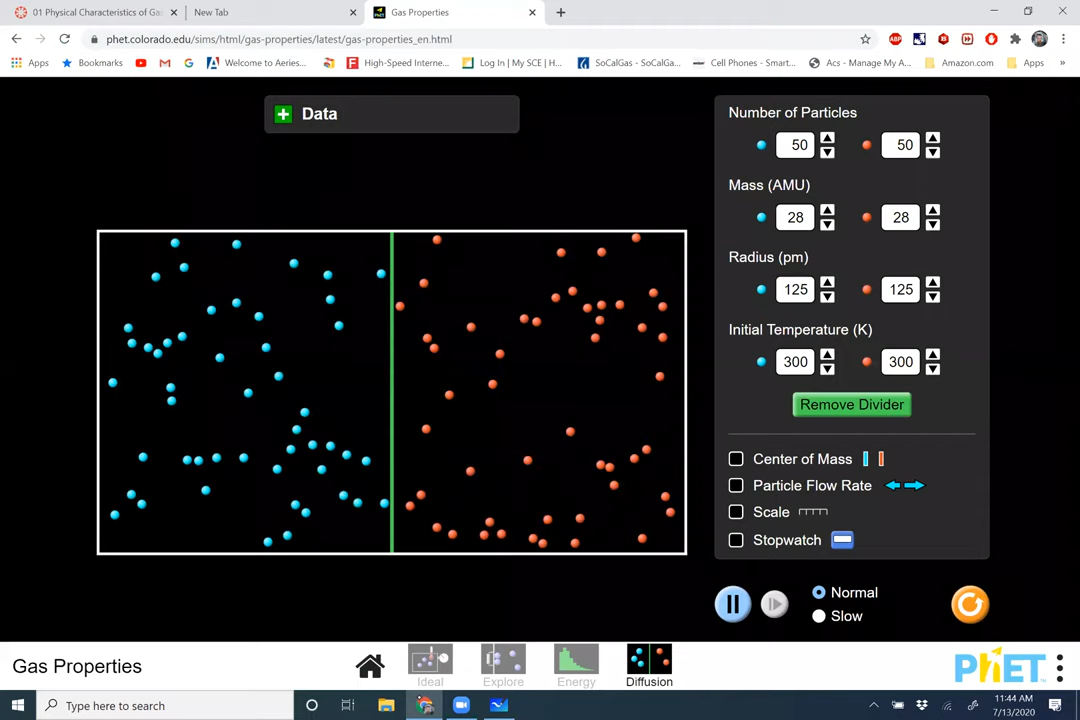 01 Physical Characteristics of Gas
New Tab
Gas Properties
phet.colorado.edu/sims/html/gas-properties/latest/gas-properties_en.html
ABP
Apps
Bookmarks
Welcome to Aeries...
High-Speed Interne...
Log In | My SCE | H...
SoCalGas - SoCalGa...
Cell Phones - Smart...
Acs - Manage My A...
Amazon.com
Apps
»
Data
Number of Particles
50 50
Mass (AMU)
28 28
Radius (pm)
125 125
Initial Temperature (K)
300 300
Remove Divider
Center of Mass
Particle Flow Rate
Scale
Stopwatch
Normal
Slow
Gas Properties
Ideal
Explore
Energy
Diffusion
PhET
Type here to search
11:44 AM
7/13/2020